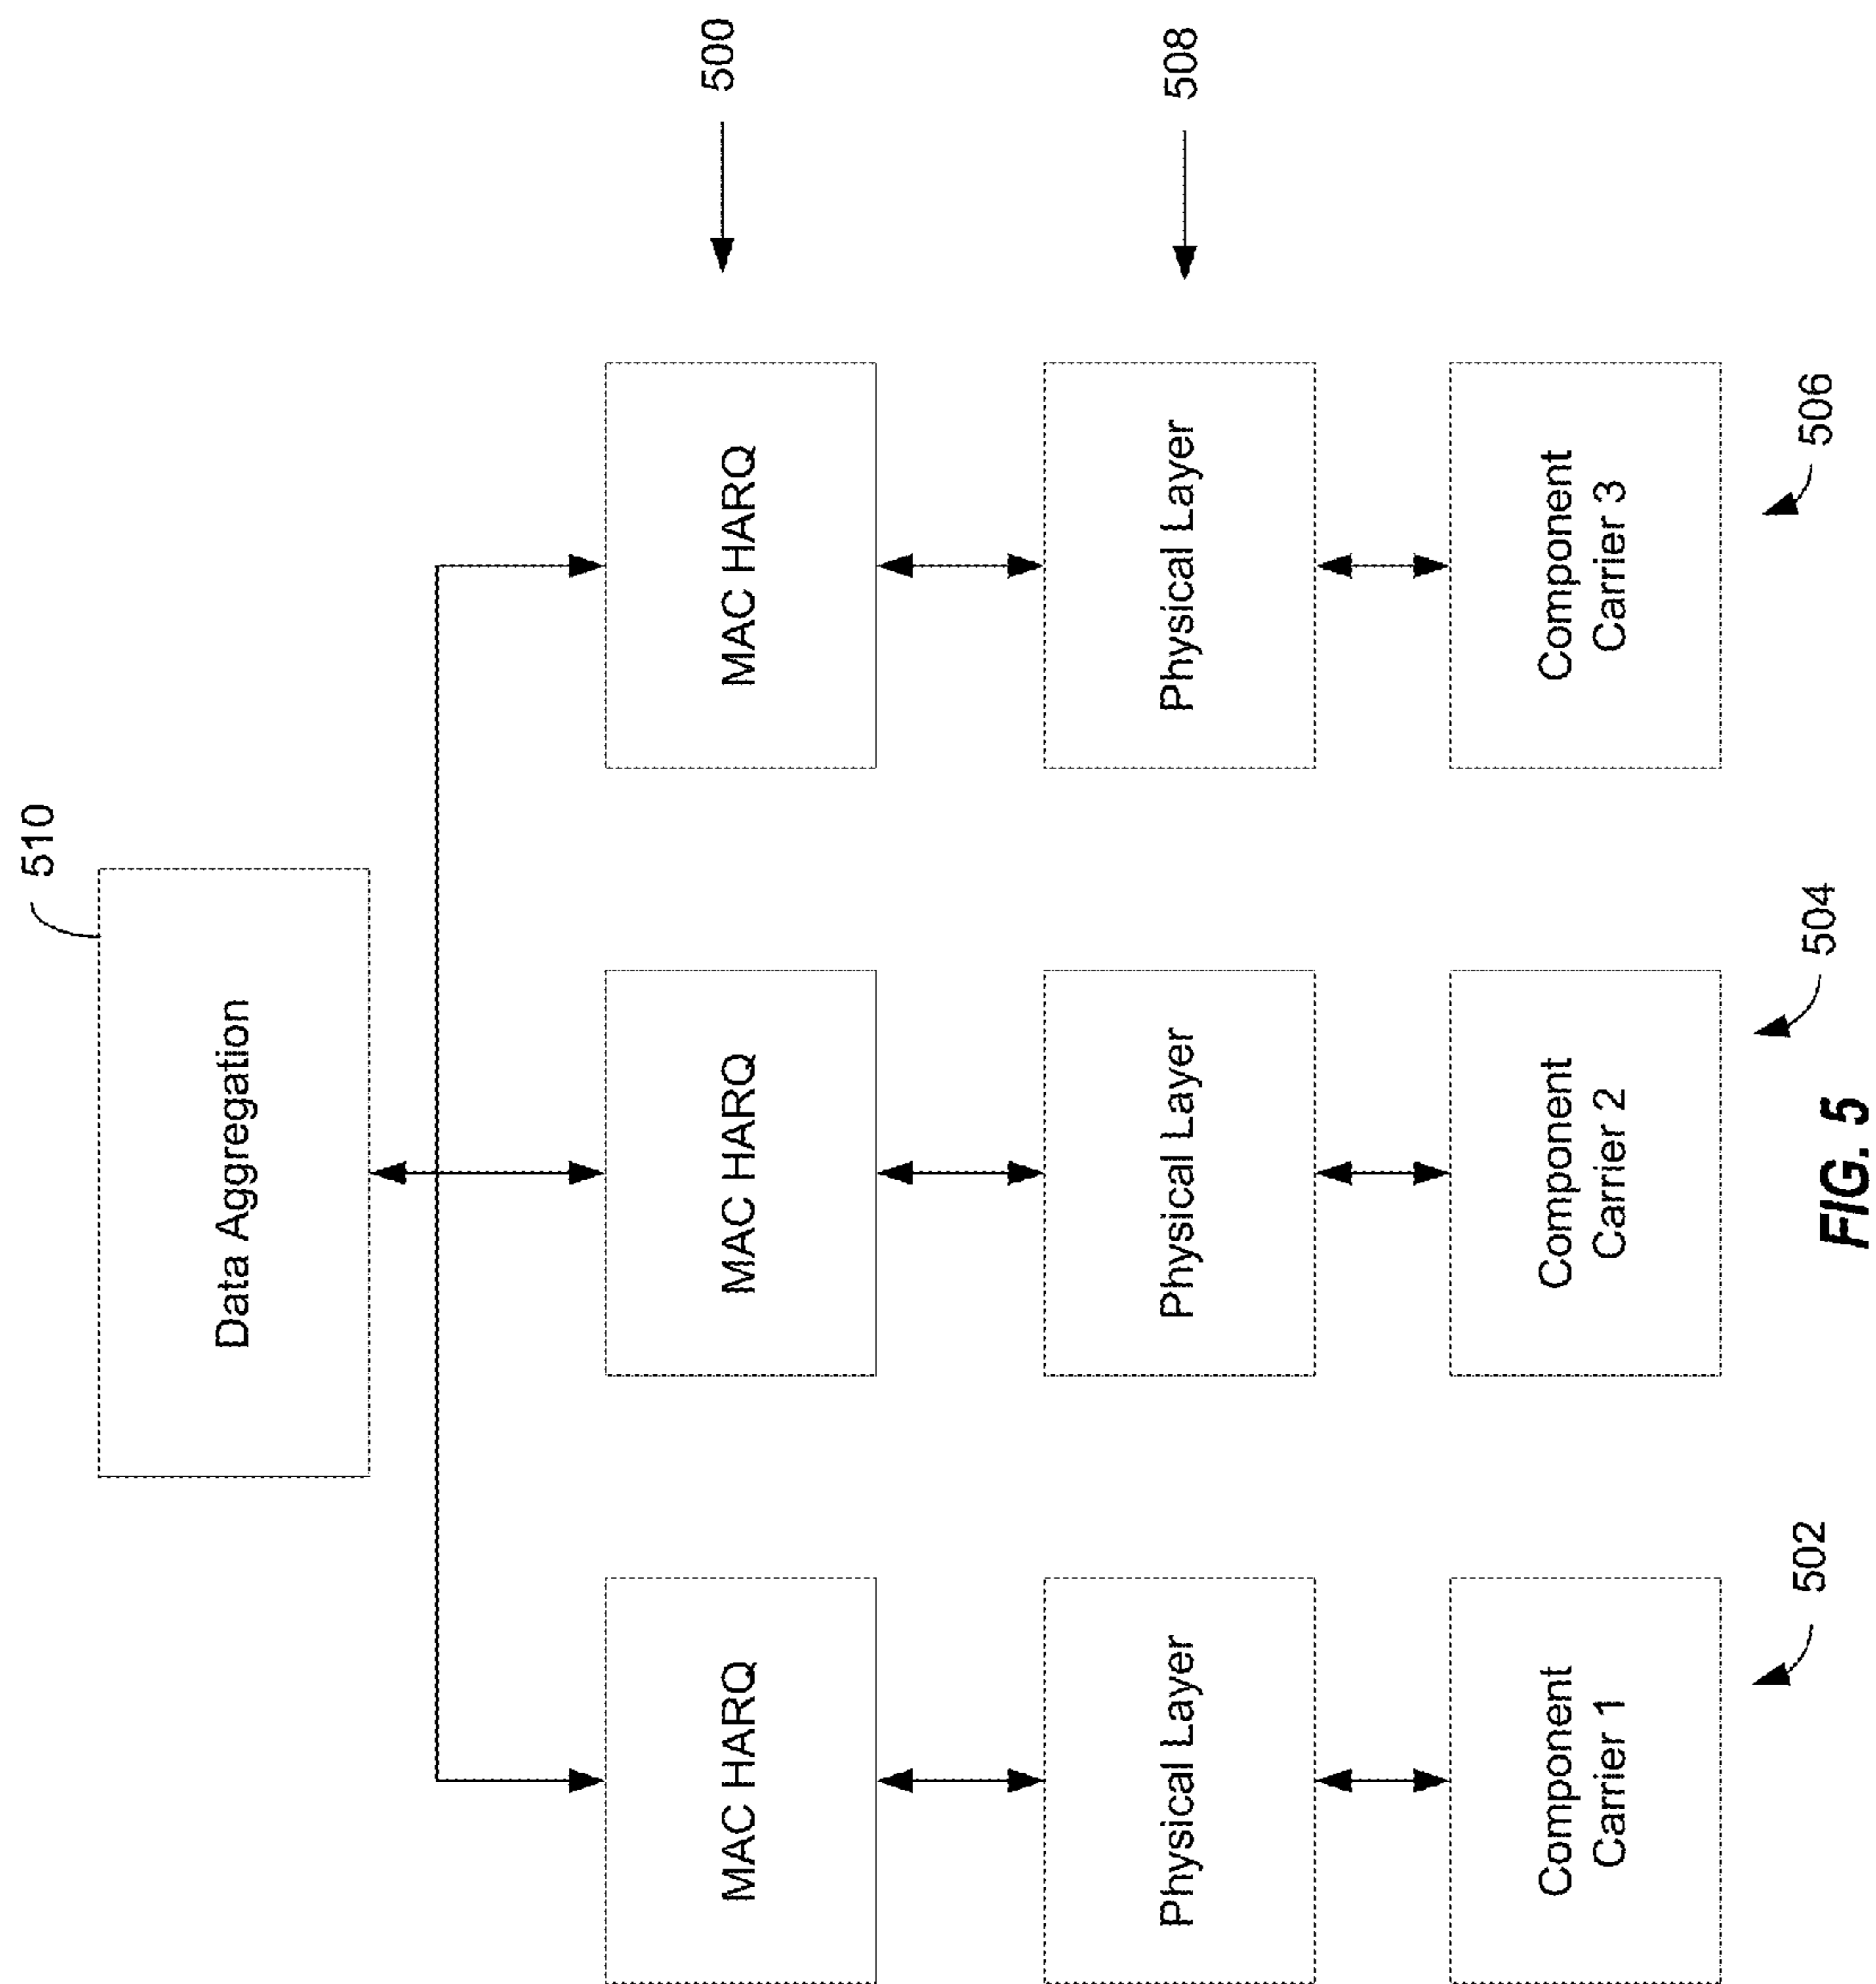 510
Data Aggregation
MAC HARQ
MAC HARQ
MAC HARQ
500
Physical Layer
Physical Layer
Physical Layer
508
Component
Carrier 1
Component
Carrier 2
Component
Carrier 3
502
504
506
FIG. 5